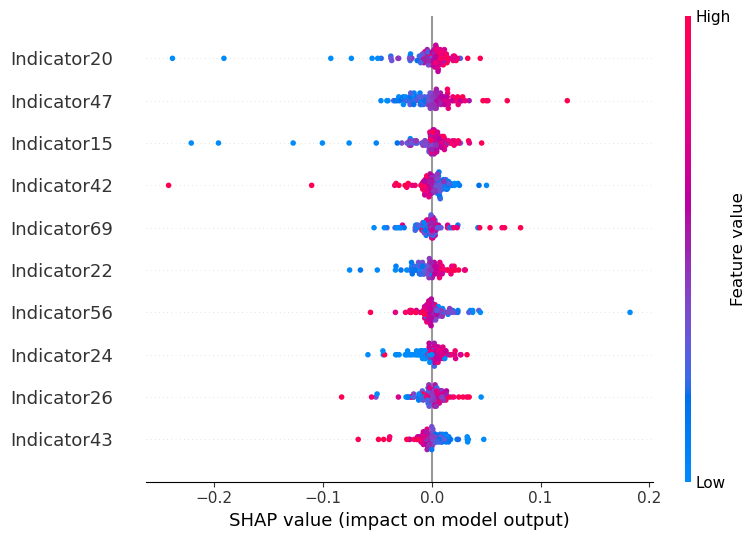 High
Indicator20
Indicator47
Indicator15
Indicator42
Indicator69
Indicator22
Indicator56
Indicator24
Indicator26
Indicator43
Feature value
Low
−0.2
−0.1
0.0
0.1
0.2
SHAP value (impact on model output)